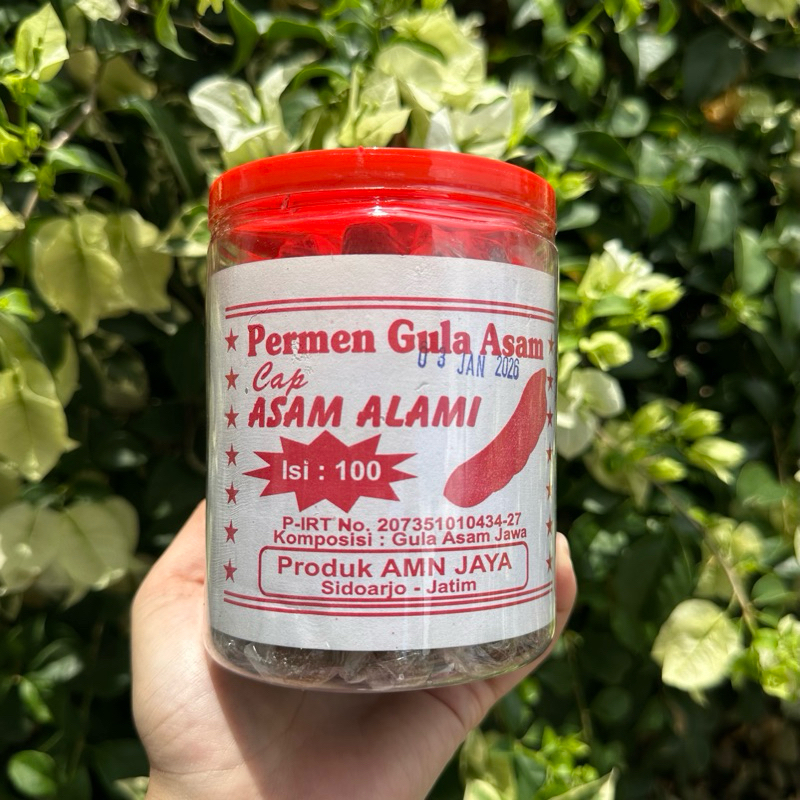 Permen Gula Asam
03 JAN 2026
Cap
ASAM ALAMI
Isi : 100
P-IRT No. 207351010434-27
Komposisi : Gula Asam Jawa
Produk AMN JAYA
Sidoarjo - Jatim